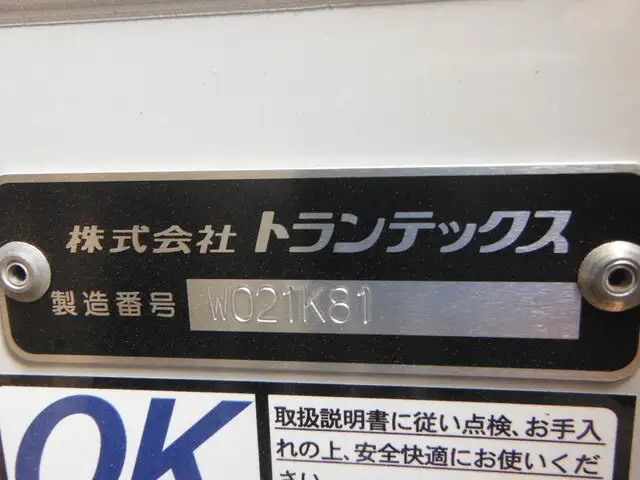 株式会社 トランテックス
製造番号 W021K81
OK
取扱説明書に従い点検、お手入
れの上、安全快適にお使いくだ
さい